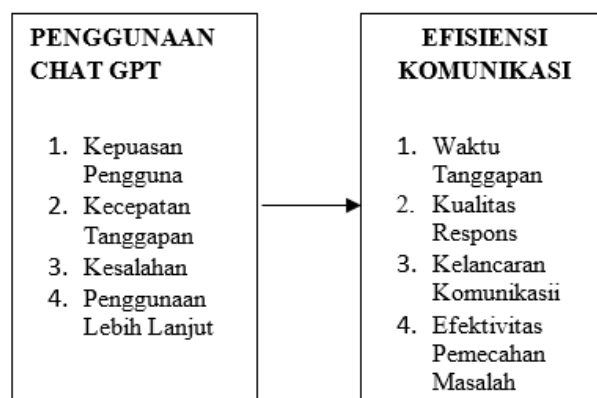 PENGGUNAAN
CHAT GPT
1. Kepuasan
Pengguna
2. Kecepatan
Tanggapan
3. Kesalahan
4. Penggunaan
Lebih Lanjut
EFISIENSI
KOMUNIKASI
1. Waktu
Tanggapan
2. Kualitas
Respons
3. Kelancaran
Komunikasii
4. Efektivitas
Pemecahan
Masalah